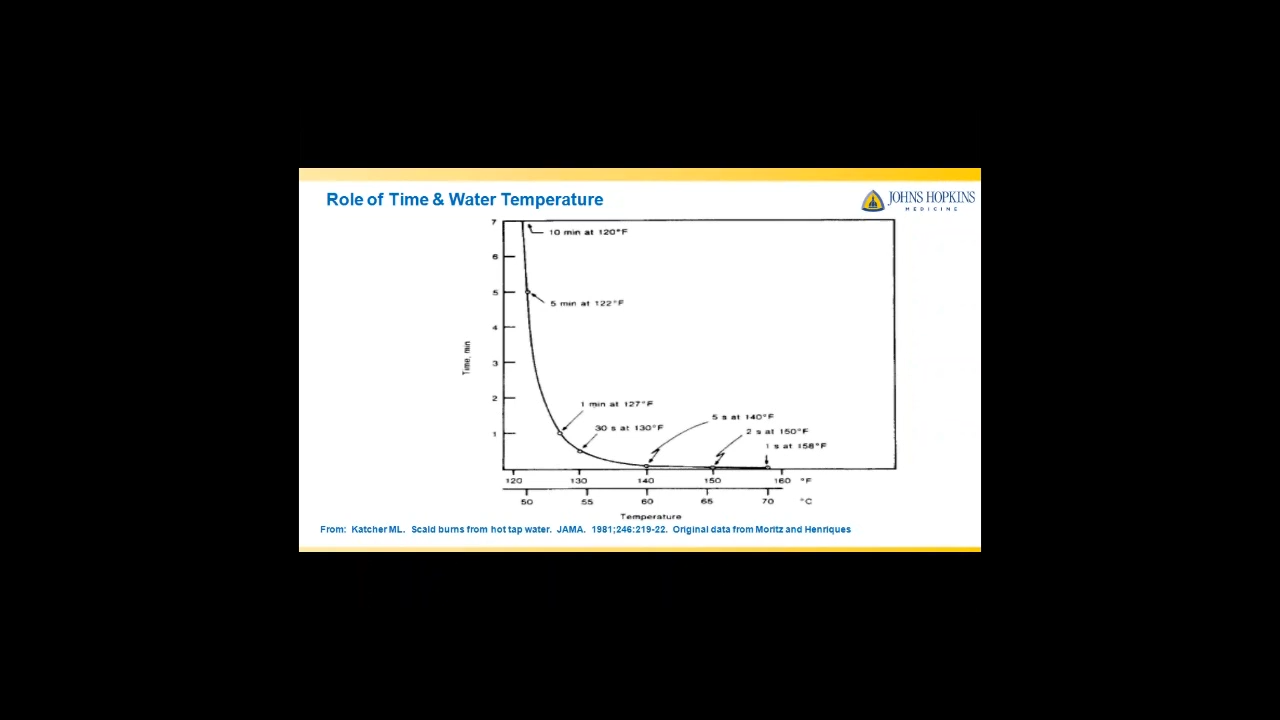 Role of Time & Water Temperature
JOHNS HOPKINS
MEDICINE
7
10 min at 120°F
6
5
5 min at 122°F
4
Time, min
3
2
1 min at 127°F
5 s at 140°F
30 s at 130°F
2 s at 150°F
1
1 s at 158°F
120 130 140 150 160 °F
50 55 60 65 70 °C
Temperature
From: Katcher ML. Scald burns from hot tap water. JAMA. 1981;246:219-22. Original data from Moritz and Henriques